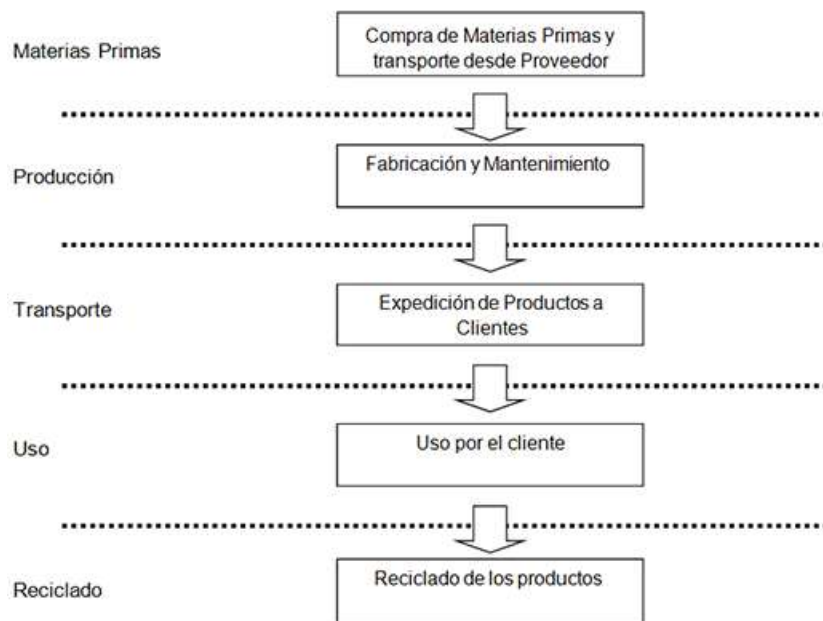 Materias Primas
Compra de Materias Primas y
transporte desde Proveedor
Producción
Fabricación y Mantenimiento
Transporte
Expedición de Productos a
Clientes
Uso
Uso por el cliente
Reciclado
Reciclado de los productos